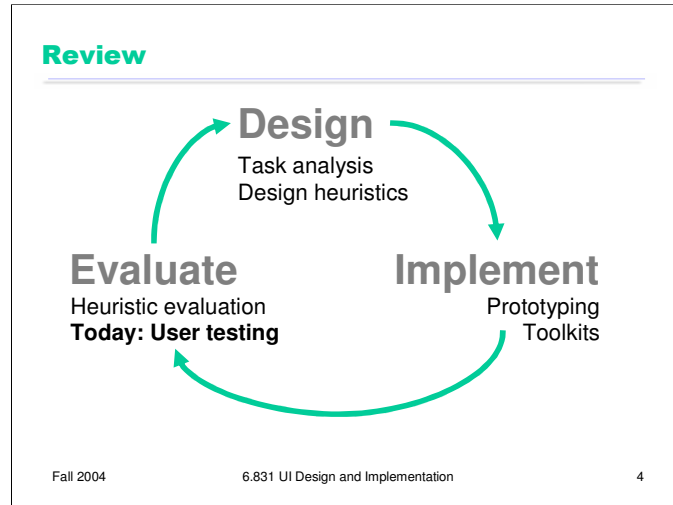 Review
Design
Task analysis
Design heuristics
Evaluate
Heuristic evaluation
Today: User testing
Implement
Prototyping
Toolkits
Fall 2004
6.831 UI Design and Implementation
4